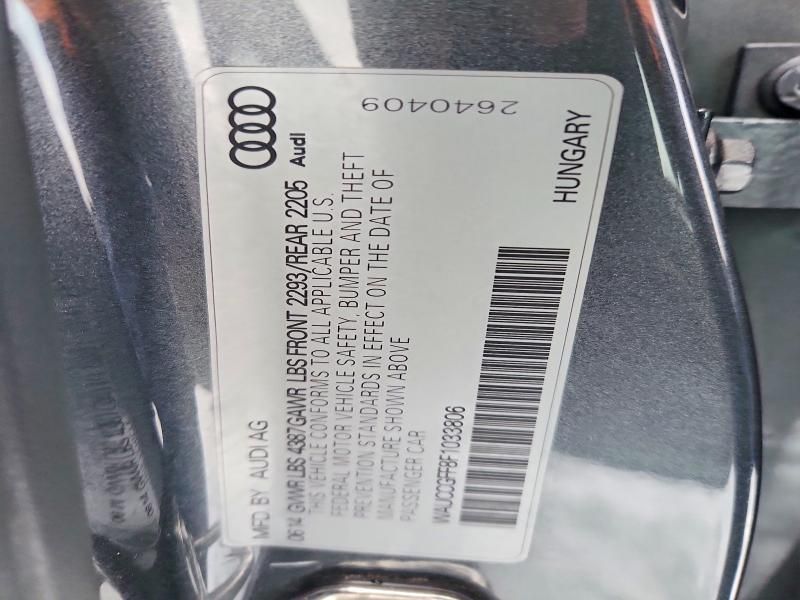 MFD BY AUDI AG
Audi
06 14 GVWR LBS 4387 GAWR LBS FRONT 2293/REAR 2205
THIS VEHICLE CONFORMS TO ALL APPLICABLE U.S.
FEDERAL MOTOR VEHICLE SAFETY, BUMPER AND THEFT
PREVENTION STANDARDS IN EFFECT ON THE DATE OF
MANUFACTURE SHOWN ABOVE
PASSENGER CAR
WAUCCGFF8F1033806
HUNGARY
2640409